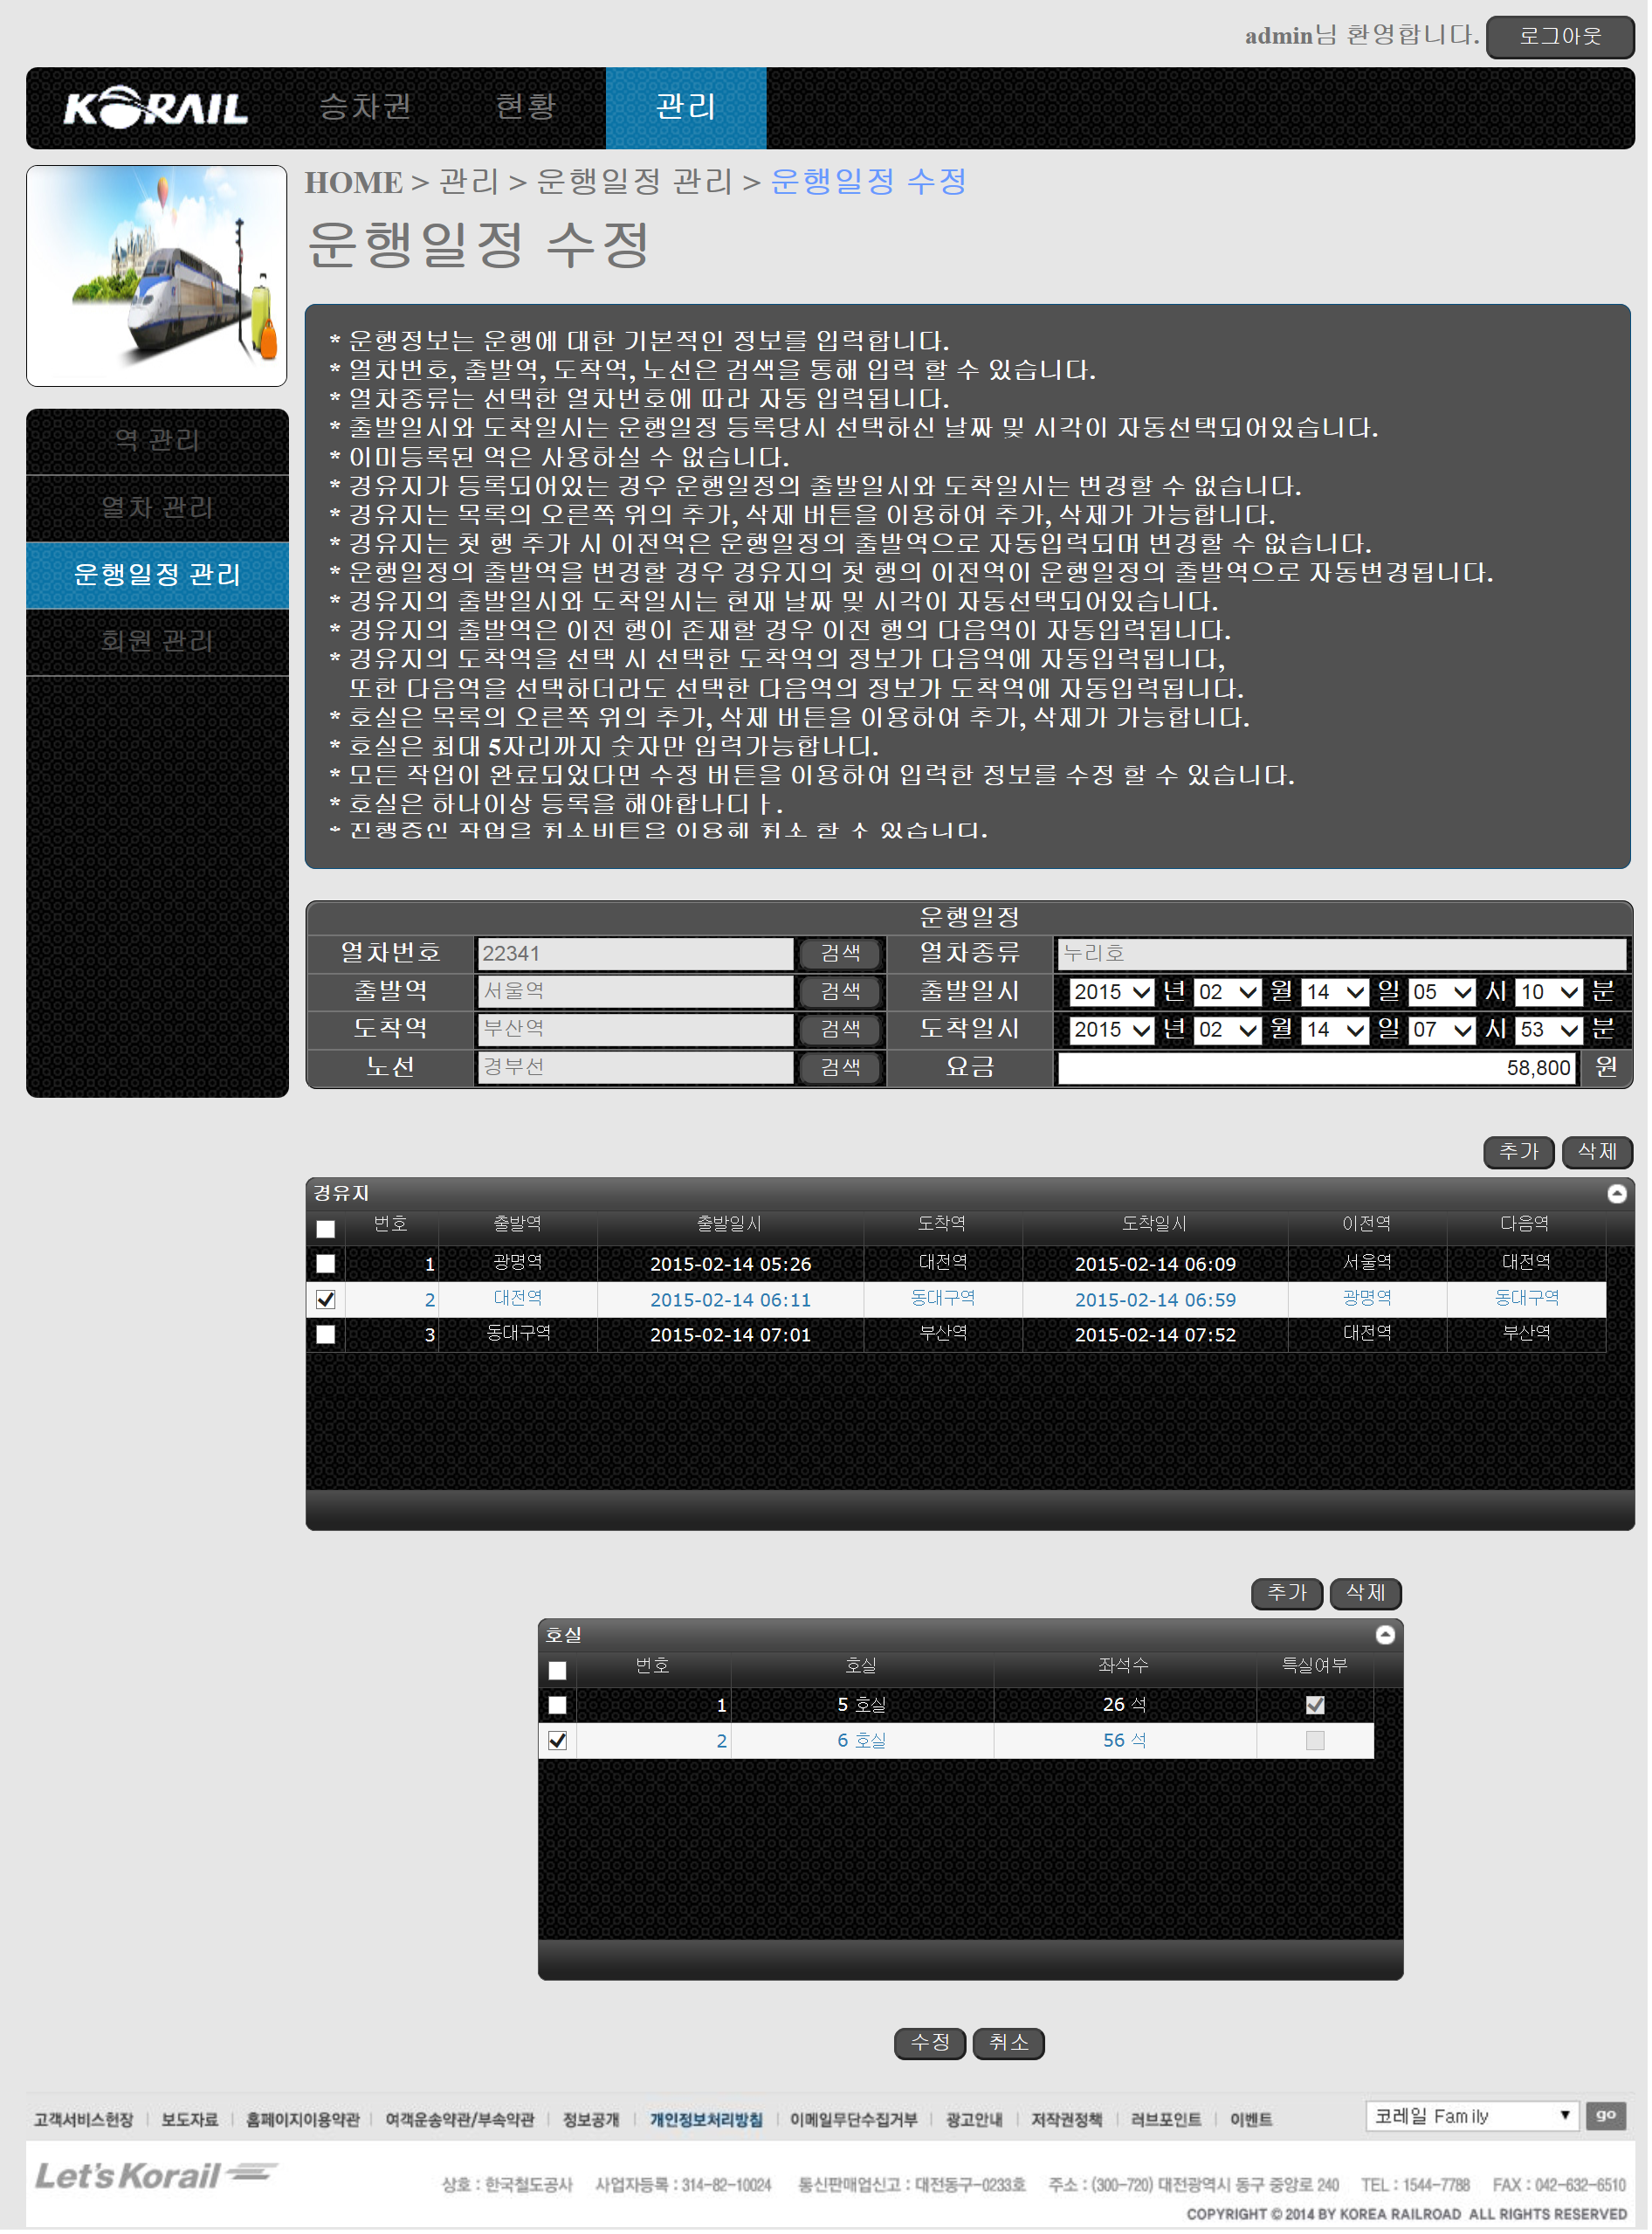 admin님 환영합니다. 로그아웃
KORAIL 승차권 현황 관리
HOME > 관리 > 운행일정 관리 > 운행일정 수정
운행일정 수정
역 관리
열차 관리
운행일정 관리
회원 관리
* 운행정보는 운행에 대한 기본적인 정보를 입력합니다.
* 열차번호, 출발역, 도착역, 노선은 검색을 통해 입력 할 수 있습니다.
* 열차종류는 선택한 열차번호에 따라 자동 입력됩니다.
* 출발일시와 도착일시는 운행일정 등록당시 선택하신 날짜 및 시각이 자동선택되어있습니다.
* 이미등록된 역은 사용하실 수 없습니다.
* 경유지가 등록되어있는 경우 운행일정의 출발일시와 도착일시는 변경할 수 없습니다.
* 경유지는 목록의 오른쪽 위의 추가, 삭제 버튼을 이용하여 추가, 삭제가 가능합니다.
* 경유지는 첫 행 추가 시 이전역은 운행일정의 출발역으로 자동입력되며 변경할 수 없습니다.
* 운행일정의 출발역을 변경할 경우 경유지의 첫 행의 이전역이 운행일정의 출발역으로 자동변경됩니다.
* 경유지의 출발일시와 도착일시는 현재 날짜 및 시각이 자동선택되어있습니다.
* 경유지의 출발역은 이전 행이 존재할 경우 이전 행의 다음역이 자동입력됩니다.
* 경유지의 도착역을 선택 시 선택한 도착역의 정보가 다음역에 자동입력됩니다,
또한 다음역을 선택하더라도 선택한 다음역의 정보가 도착역에 자동입력됩니다.
* 호실은 목록의 오른쪽 위의 추가, 삭제 버튼을 이용하여 추가, 삭제가 가능합니다.
* 호실은 최대 5자리까지 숫자만 입력가능합나디.
* 모든 작업이 완료되었다면 수정 버튼을 이용하여 입력한 정보를 수정 할 수 있습니다.
* 호실은 하나이상 등록을 해야합나디ㅏ.
* 진행중인 작업을 취소버튼을 이용해 취소 할 수 있습니다.
운행일정
열차번호 22341 검색 열차종류 누리호
출발역 서울역 검색 출발일시 2015 년 02 월 14 일 05 시 10 분
도착역 부산역 검색 도착일시 2015 년 02 월 14 일 07 시 53 분
노선 경부선 검색 요금 58,800 원
추가 삭제
경유지
번호 출발역 출발일시 도착역 도착일시 이전역 다음역
1 광명역 2015-02-14 05:26 대전역 2015-02-14 06:09 서울역 대전역
2 대전역 2015-02-14 06:11 동대구역 2015-02-14 06:59 광명역 동대구역
3 동대구역 2015-02-14 07:01 부산역 2015-02-14 07:52 대전역 부산역
추가 삭제
호실
번호 호실 좌석수 특실여부
1 5 호실 26 석
2 6 호실 56 석
수정 취소
고객서비스헌장 | 보도자료 | 홈페이지이용약관 | 여객운송약관/부속약관 | 정보공개 | 개인정보처리방침 | 이메일무단수집거부 | 광고안내 | 저작권정책 | 러브포인트 | 이벤트 코레일 Family go
Let's Korail
상호 : 한국철도공사 사업자등록 : 314-82-10024 통신판매업신고 : 대전동구-0233호 주소 : (300-720) 대전광역시 동구 중앙로 240 TEL : 1544-7788 FAX : 042-632-6510
COPYRIGHT © 2014 BY KOREA RAILROAD ALL RIGHTS RESERVED